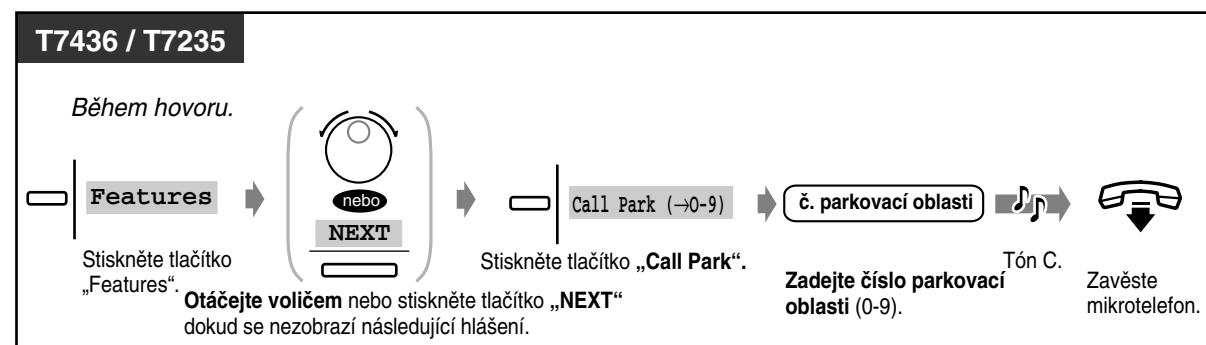 T7436 / T7235
Během hovoru.
Features
nebo
NEXT
Call Park (→0-9)
č. parkovací oblasti
Stiskněte tlačítko
„Features“.
Otáčejte voličem nebo stiskněte tlačítko „NEXT“
dokud se nezobrazí následující hlášení.
Stiskněte tlačítko „Call Park“.
Zadejte číslo parkovací
oblasti (0-9).
Tón C.
Zavěste
mikrotelefon.